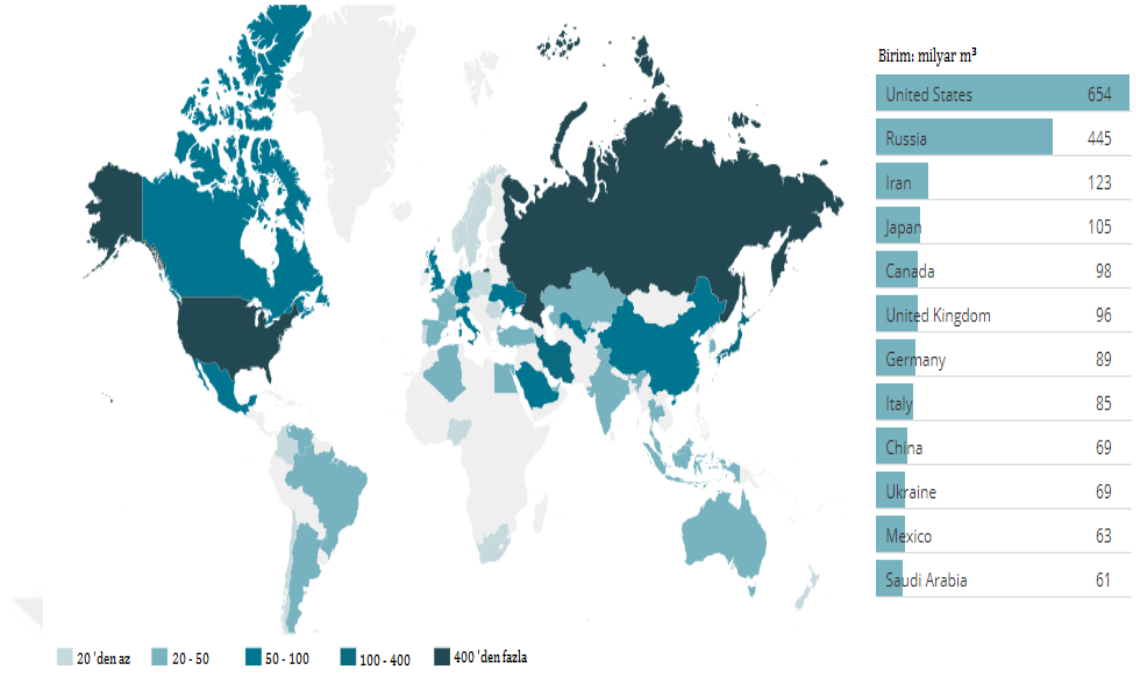 Birim: milyar m³
United States 654
Russia 445
Iran 123
Japan 105
Canada 98
United Kingdom 96
Germany 89
Italy 85
China 69
Ukraine 69
Mexico 63
Saudi Arabia 61
20 'den az 20 - 50 50 - 100 100 - 400 400 'den fazla